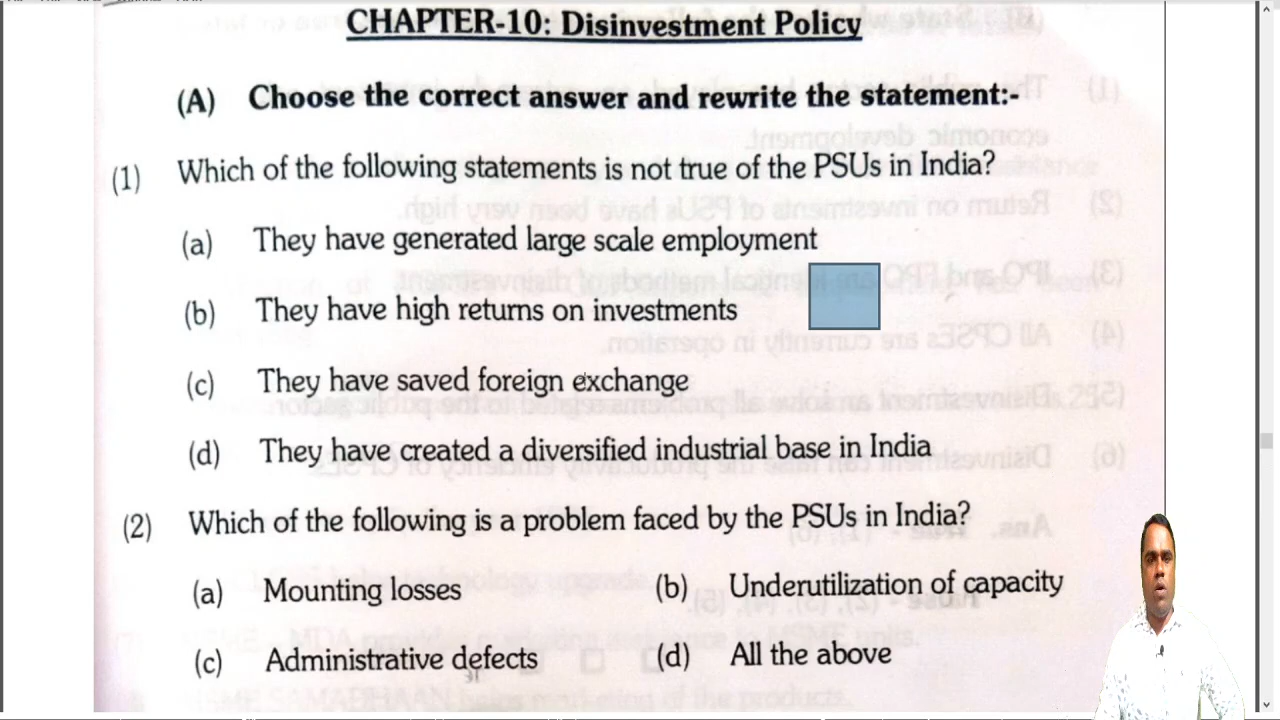 CHAPTER-10: Disinvestment Policy
(A) Choose the correct answer and rewrite the statement:-
(1) Which of the following statements is not true of the PSUs in India?
(a) They have generated large scale employment
(b) They have high returns on investments
(c) They have saved foreign exchange
(d) They have created a diversified industrial base in India
(2) Which of the following is a problem faced by the PSUs in India?
(a) Mounting losses (b) Underutilization of capacity
(c) Administrative defects (d) All the above